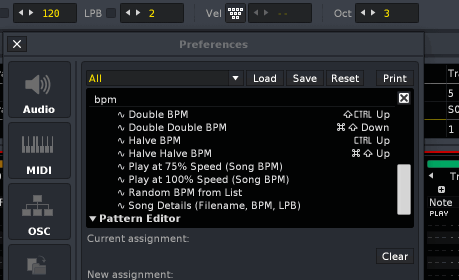 120 LPB 2 Vel -- Oct 3
Preferences
All Load Save Reset Print
bpm
Double BPM ⇧CTRL Up
Double Double BPM ⌘⇧ Down
Halve BPM CTRL Up
Halve Halve BPM ⌘⇧ Up
Play at 75% Speed (Song BPM)
Play at 100% Speed (Song BPM)
Random BPM from List
Song Details (Filename, BPM, LPB)
Pattern Editor
Current assignment:
Clear
New assignment:
Audio
MIDI
OSC
5
1
Note
PLAY